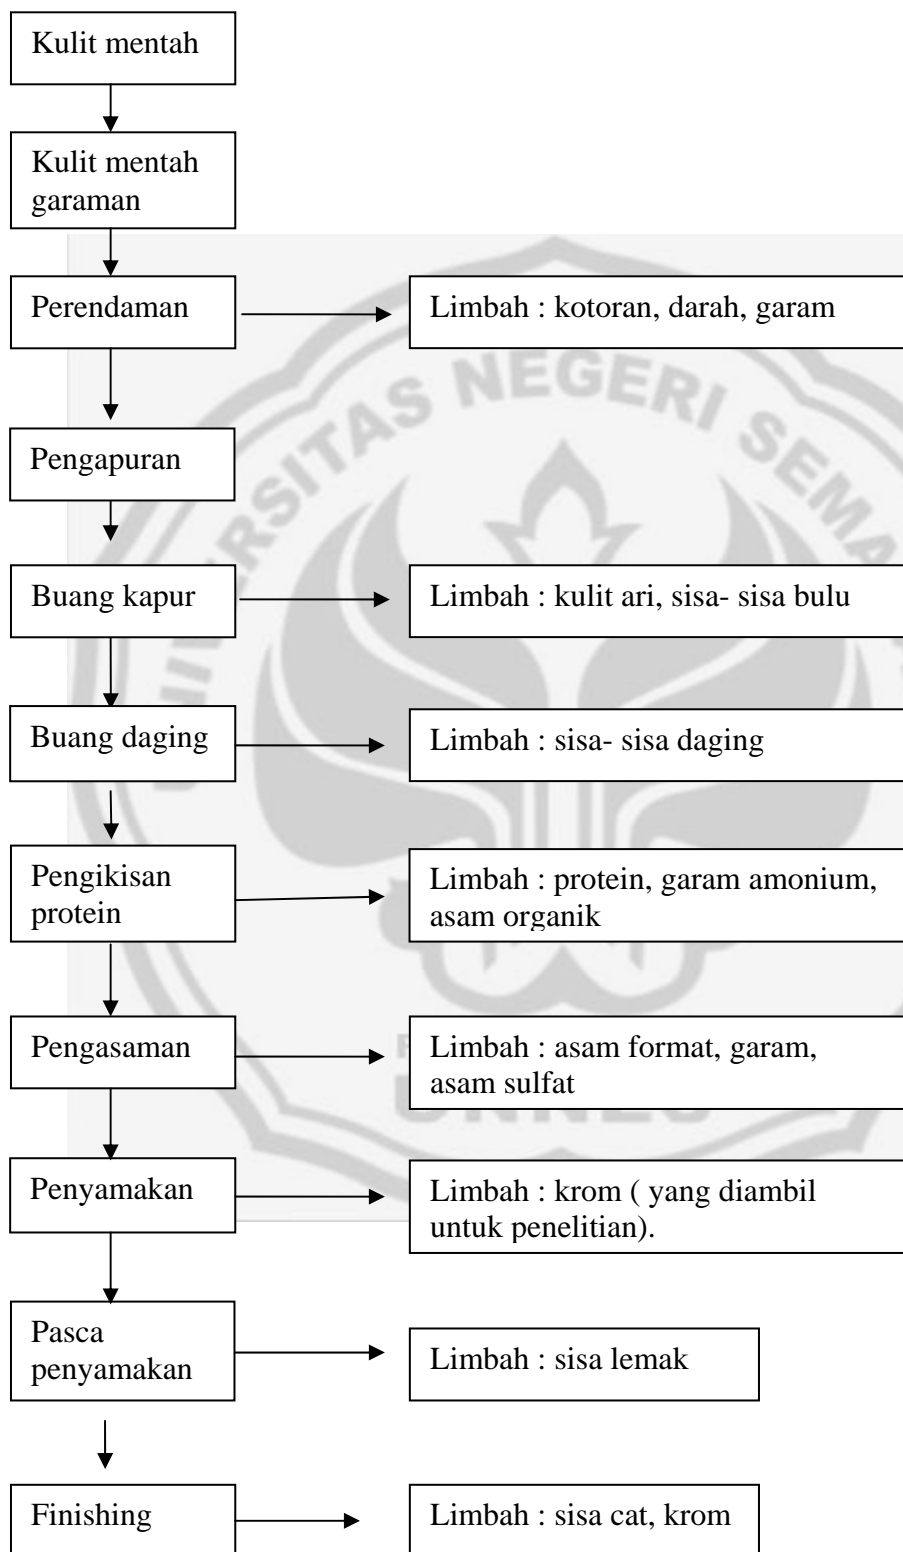 Kulit mentah
Kulit mentah
garaman
Perendaman
Limbah : kotoran, darah, garam
Pengapuran
Buang kapur
Limbah : kulit ari, sisa- sisa bulu
Buang daging
Limbah : sisa- sisa daging
Pengikisan
protein
Limbah : protein, garam amonium,
asam organik
Pengasaman
Limbah : asam format, garam,
asam sulfat
Penyamakan
Limbah : krom ( yang diambil
untuk penelitian).
Pasca
penyamakan
Limbah : sisa lemak
Finishing
Limbah : sisa cat, krom
NEGERI
UNNES